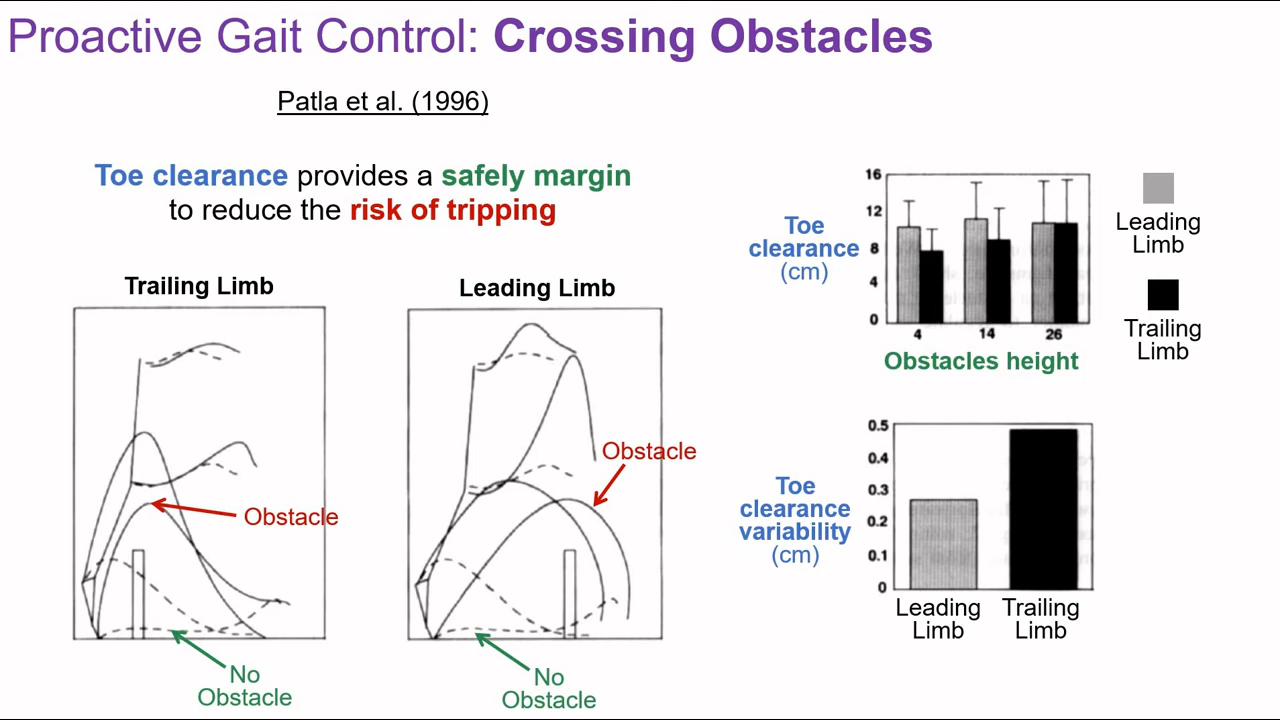 Proactive Gait Control: Crossing Obstacles
Patla et al. (1996)
Toe clearance provides a safely margin
to reduce the risk of tripping
Trailing Limb
Leading Limb
Obstacle
Obstacle
No
Obstacle
No
Obstacle
Toe
clearance
(cm)
16
12
8
4
0
4 14 26
Obstacles height
Leading
Limb
Trailing
Limb
Toe
clearance
variability
(cm)
0.5
0.4
0.3
0.2
0.1
0
Leading
Limb
Trailing
Limb